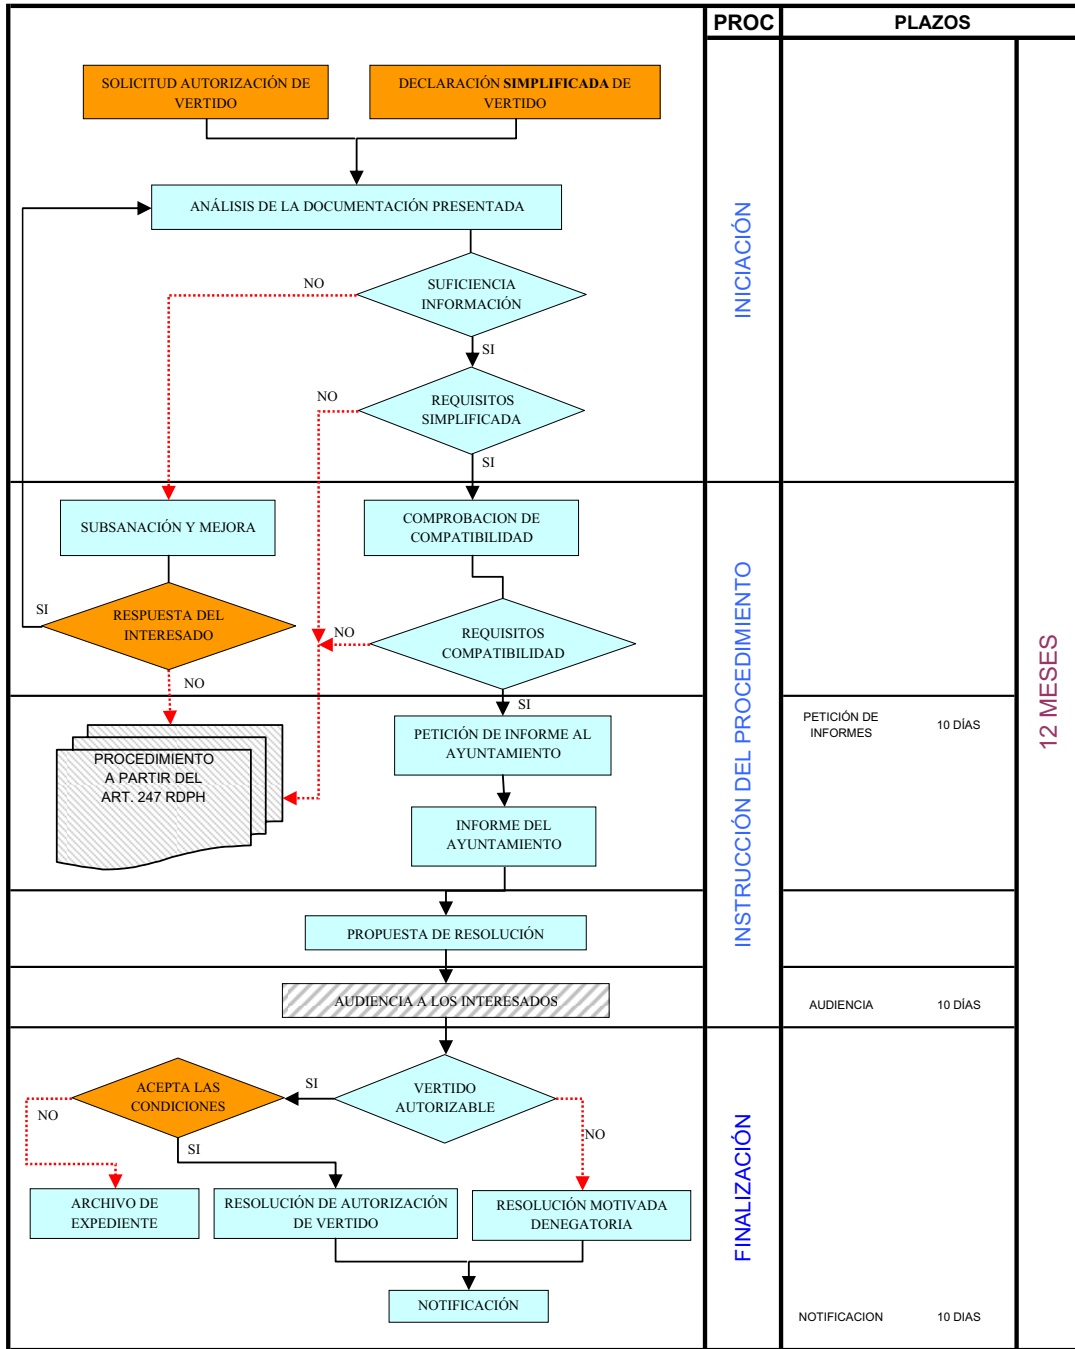 PROC
PLAZOS
SOLICITUD AUTORIZACIÓN DE
VERTIDO
DECLARACIÓN SIMPLIFICADA DE
VERTIDO
ANÁLISIS DE LA DOCUMENTACIÓN PRESENTADA
INICIACIÓN
NO
SUFICIENCIA
INFORMACIÓN
SI
NO
REQUISITOS
SIMPLIFICADA
SI
SUBSANACIÓN Y MEJORA
COMPROBACION DE
COMPATIBILIDAD
INSTRUCCIÓN DEL PROCEDIMIENTO
12 MESES
SI
RESPUESTA DEL
INTERESADO
NO
REQUISITOS
COMPATIBILIDAD
NO
SI
PETICIÓN DE
INFORMES
10 DÍAS
PETICIÓN DE INFORME AL
AYUNTAMIENTO
PROCEDIMIENTO
A PARTIR DEL
ART. 247 RDPH
INFORME DEL
AYUNTAMIENTO
PROPUESTA DE RESOLUCIÓN
AUDIENCIA A LOS INTERESADOS
AUDIENCIA
10 DÍAS
FINALIZACIÓN
ACEPTA LAS
CONDICIONES
SI
VERTIDO
AUTORIZABLE
NO
SI
NO
ARCHIVO DE
EXPEDIENTE
RESOLUCIÓN DE AUTORIZACIÓN
DE VERTIDO
RESOLUCIÓN MOTIVADA
DENEGATORIA
NOTIFICACIÓN
NOTIFICACION
10 DIAS